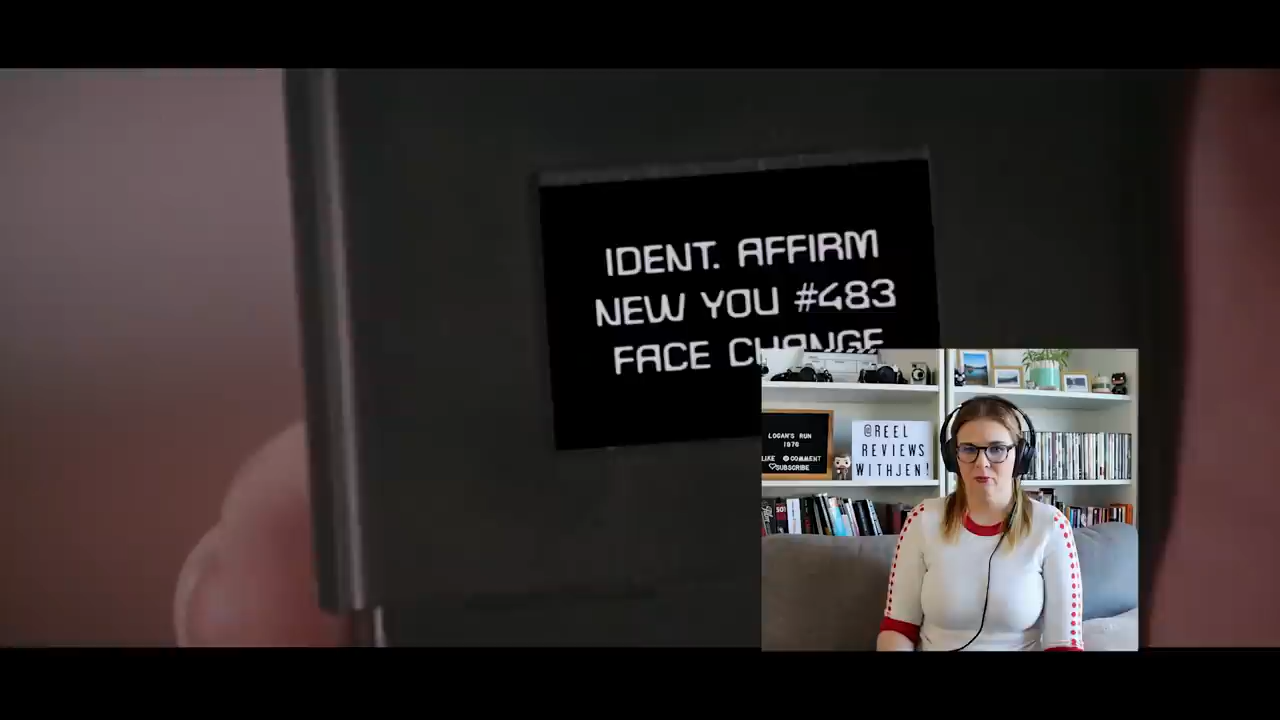 IDENT. AFFIRM
NEW YOU #483
FACE CHANGE
LOGAN'S RUN
1976
LIKE COMMENT
SUBSCRIBE
@REEL
REVIEWS
WITHJEN!